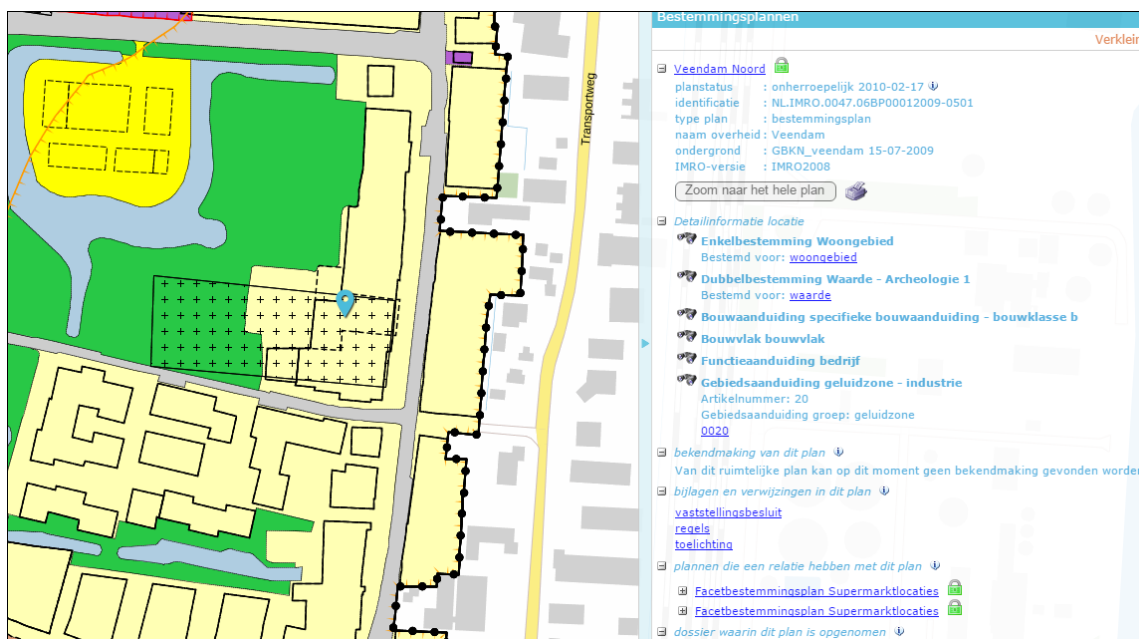 Transportweg
Bestemmingsplannen
Verklein
Veendam Noord
planstatus : onherroepelijk 2010-02-17
identificatie : NL.IMRO.0047.06BP00012009-0501
type plan : bestemmingsplan
naam overheid : Veendam
ondergrond : GBKN_veendam 15-07-2009
IMRO-versie : IMRO2008
Zoom naar het hele plan
Detailinformatie locatie
Enkelbestemming Woongebied
Bestemd voor: woongebied
Dubbelbestemming Waarde - Archeologie 1
Bestemd voor: waarde
Bouwaanduiding specifieke bouwaanduiding - bouwklasse b
Bouwvlak bouwvlak
Functieaanduiding bedrijf
Gebiedsaanduiding geluidzone - industrie
Artikelnummer: 20
Gebiedsaanduiding groep: geluidzone
0020
bekendmaking van dit plan
Van dit ruimtelijke plan kan op dit moment geen bekendmaking gevonden worde
bijlagen en verwijzingen in dit plan
vaststellingsbesluit
regels
toelichting
plannen die een relatie hebben met dit plan
Facetbestemmingsplan Supermarktlocaties
Facetbestemmingsplan Supermarktlocaties
dossier waarin dit plan is opgenomen